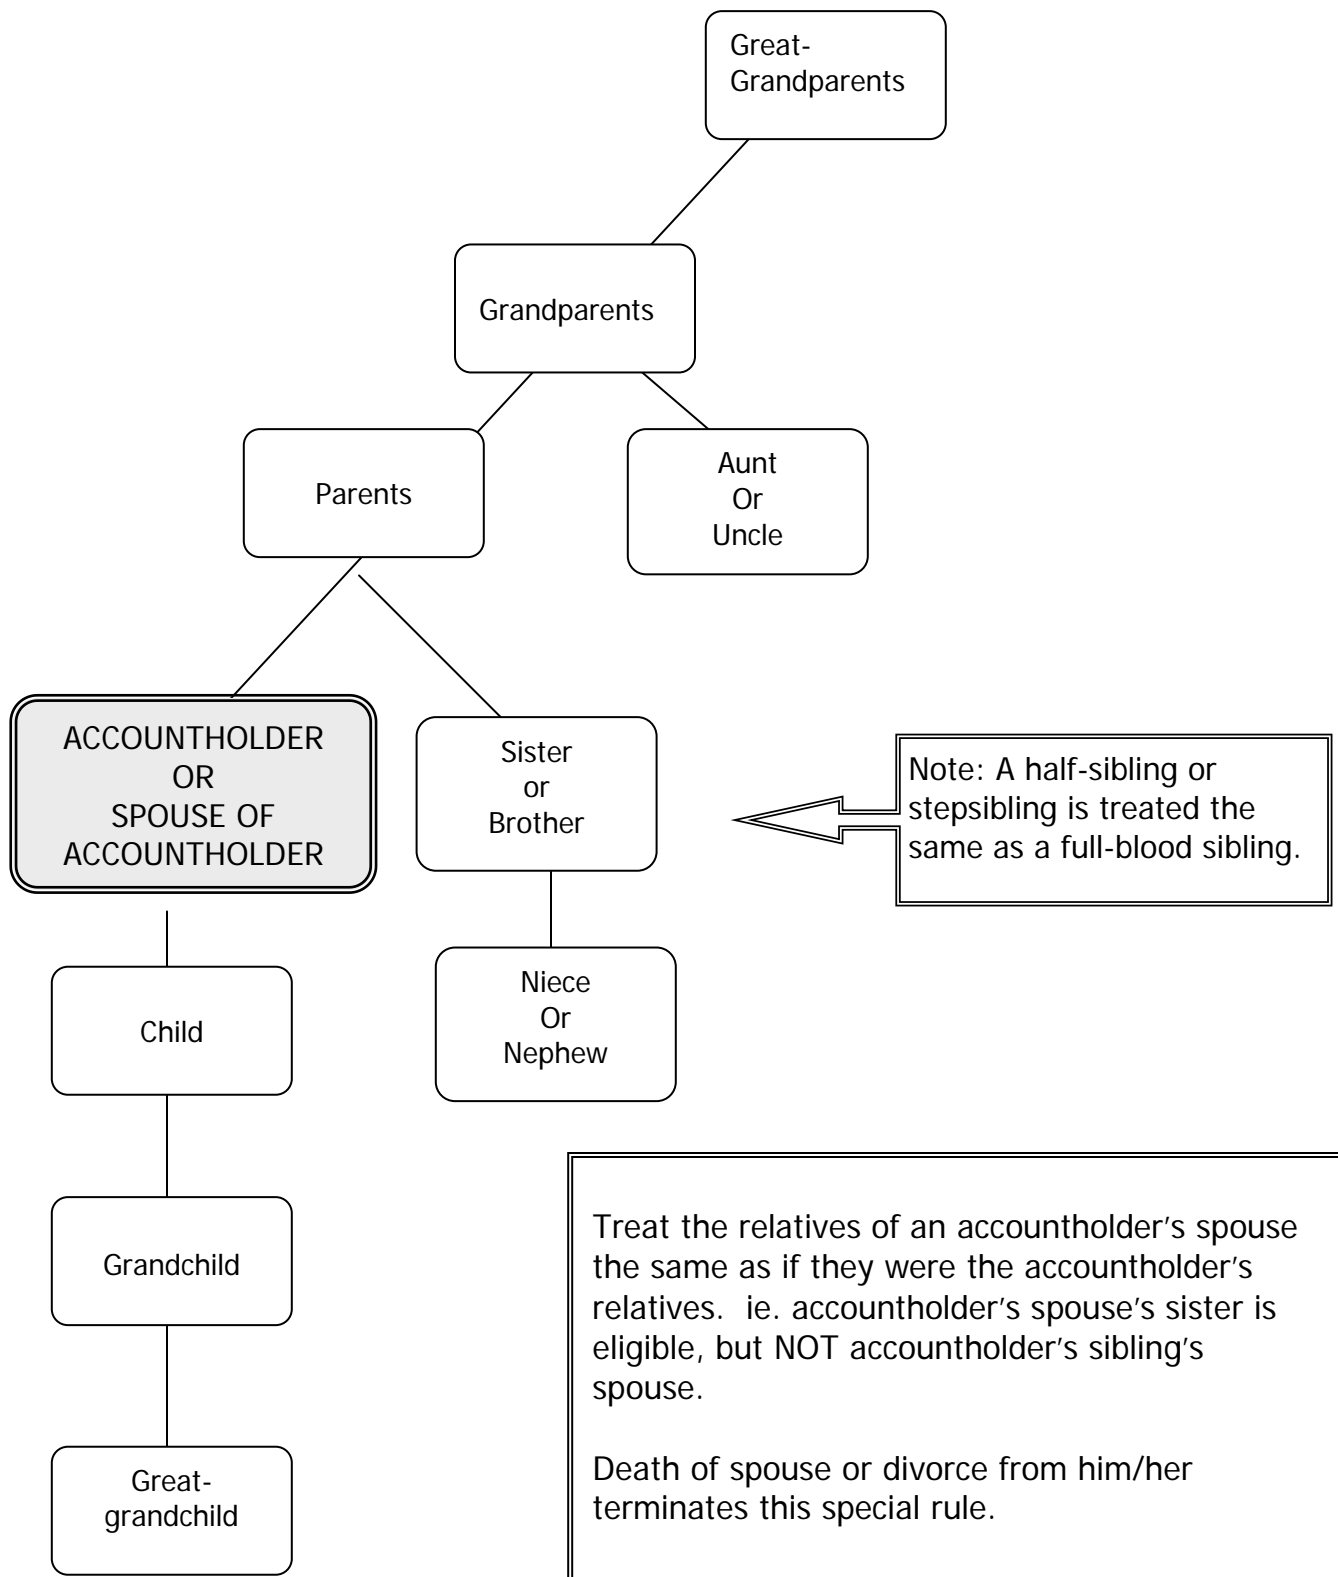 Great-
Grandparents
Grandparents
Parents
Aunt
Or
Uncle
ACCOUNTHOLDER
OR
SPOUSE OF
ACCOUNTHOLDER
Sister
or
Brother
Note: A half-sibling or
stepsibling is treated the
same as a full-blood sibling.
Child
Niece
Or
Nephew
Grandchild
Great-
grandchild
Treat the relatives of an accountholder's spouse
the same as if they were the accountholder's
relatives.  ie. accountholder's spouse's sister is
eligible, but NOT accountholder's sibling's
spouse.
Death of spouse or divorce from him/her
terminates this special rule.